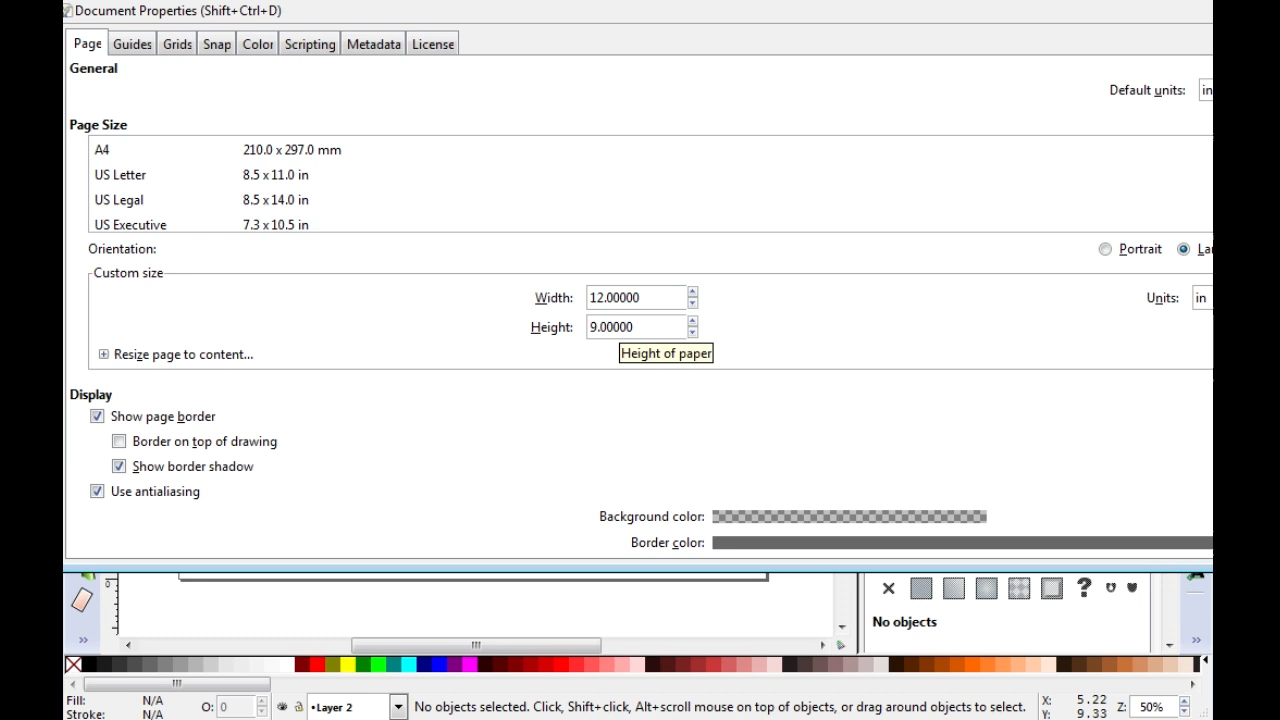 Document Properties (Shift+Ctrl+D)
Page Guides Grids Snap Color Scripting Metadata License
General
Default units: in
Page Size
A4 210.0 x 297.0 mm
US Letter 8.5 x 11.0 in
US Legal 8.5 x 14.0 in
US Executive 7.3 x 10.5 in
Orientation: Portrait La
Custom size
Width: 12.00000 Units: in
Height: 9.00000
Height of paper
Resize page to content...
Display
Show page border
Border on top of drawing
Show border shadow
Use antialiasing
Background color:
Border color:
0
No objects
Fill: N/A
Stroke: N/A
O: 0
•Layer 2
No objects selected. Click, Shift+click, Alt+scroll mouse on top of objects, or drag around objects to select.
X: 5.22
Y: 9.33
Z: 50%